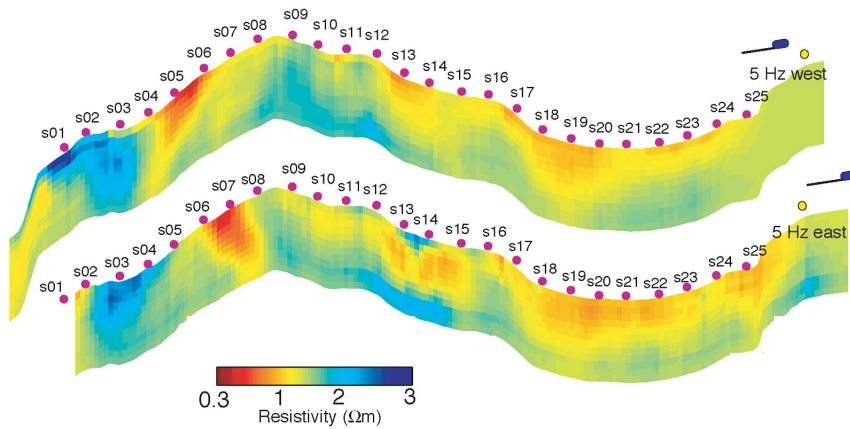 s01 s02 s03 s04 s05 s06 s07 s08 s09 s10 s11 s12 s13 s14 s15 s16 s17 s18 s19 s20 s21 s22 s23 s24 s25
5 Hz west
s01 s02 s03 s04 s05 s06 s07 s08 s09 s10 s11 s12 s13 s14 s15 s16 s17 s18 s19 s20 s21 s22 s23 s24 s25
5 Hz east
0.3 1 2 3
Resistivity (Ωm)